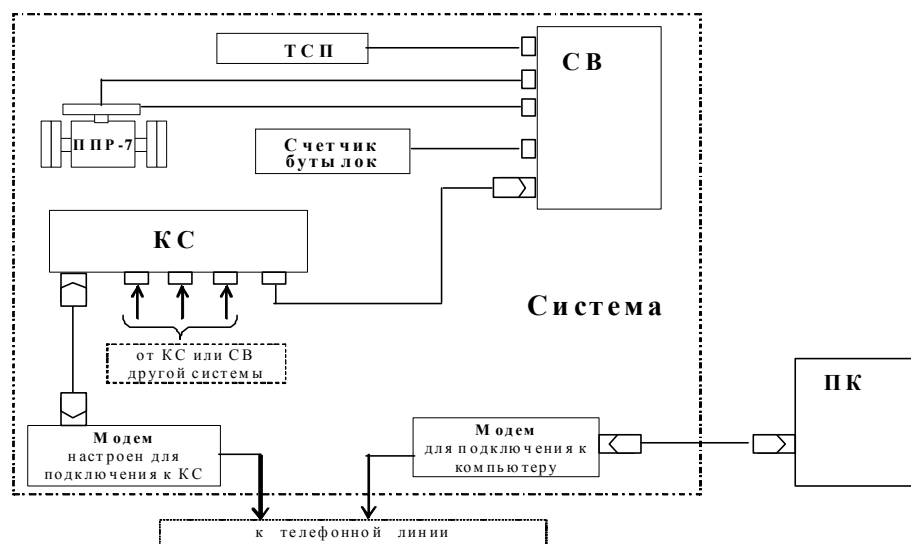 ТСП
СВ
ППР-7
Счетчик
бутылок
КС
Система
от КС или СВ
другой системы
ПК
Модем
настроен для
подключения к КС
Модем
для подключения к
компьютеру
к телефонной линии